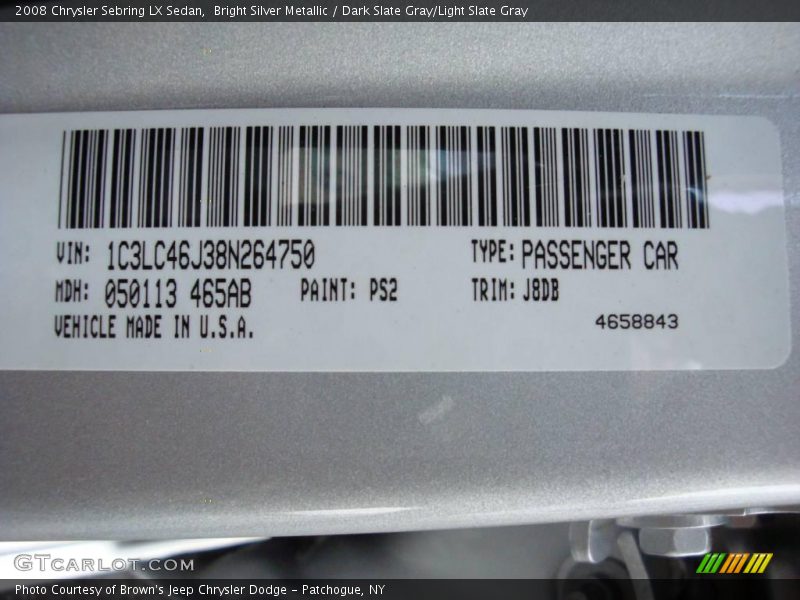 2008 Chrysler Sebring LX Sedan,  Bright Silver Metallic / Dark Slate Gray/Light Slate Gray
VIN: 1C3LC46J38N264750 TYPE: PASSENGER CAR
MDH: 050113 465AB PAINT: PS2 TRIM: J8DB
VEHICLE MADE IN U.S.A. 4658843
GTCARLOT.COM
Photo Courtesy of Brown's Jeep Chrysler Dodge - Patchogue, NY